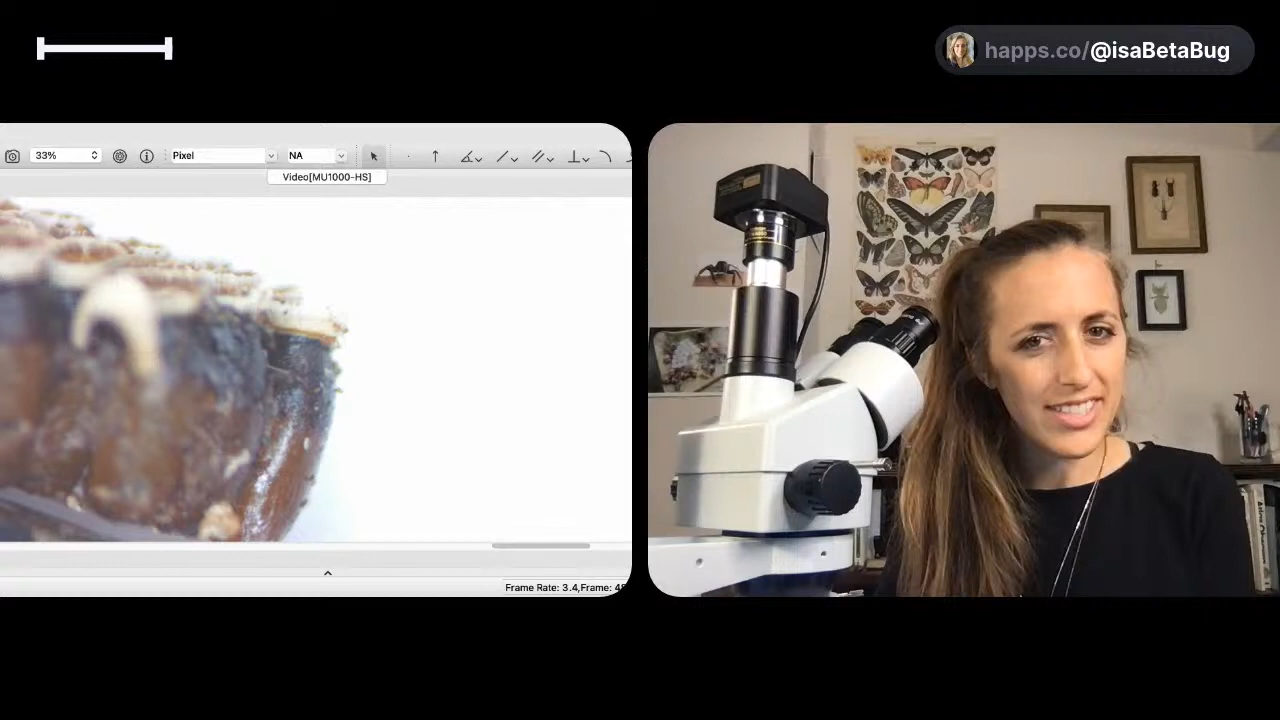 happs.co/@isaBetaBug
33%
Pixel
NA
Video[MU1000-HS]
Frame Rate: 3.4,Frame: